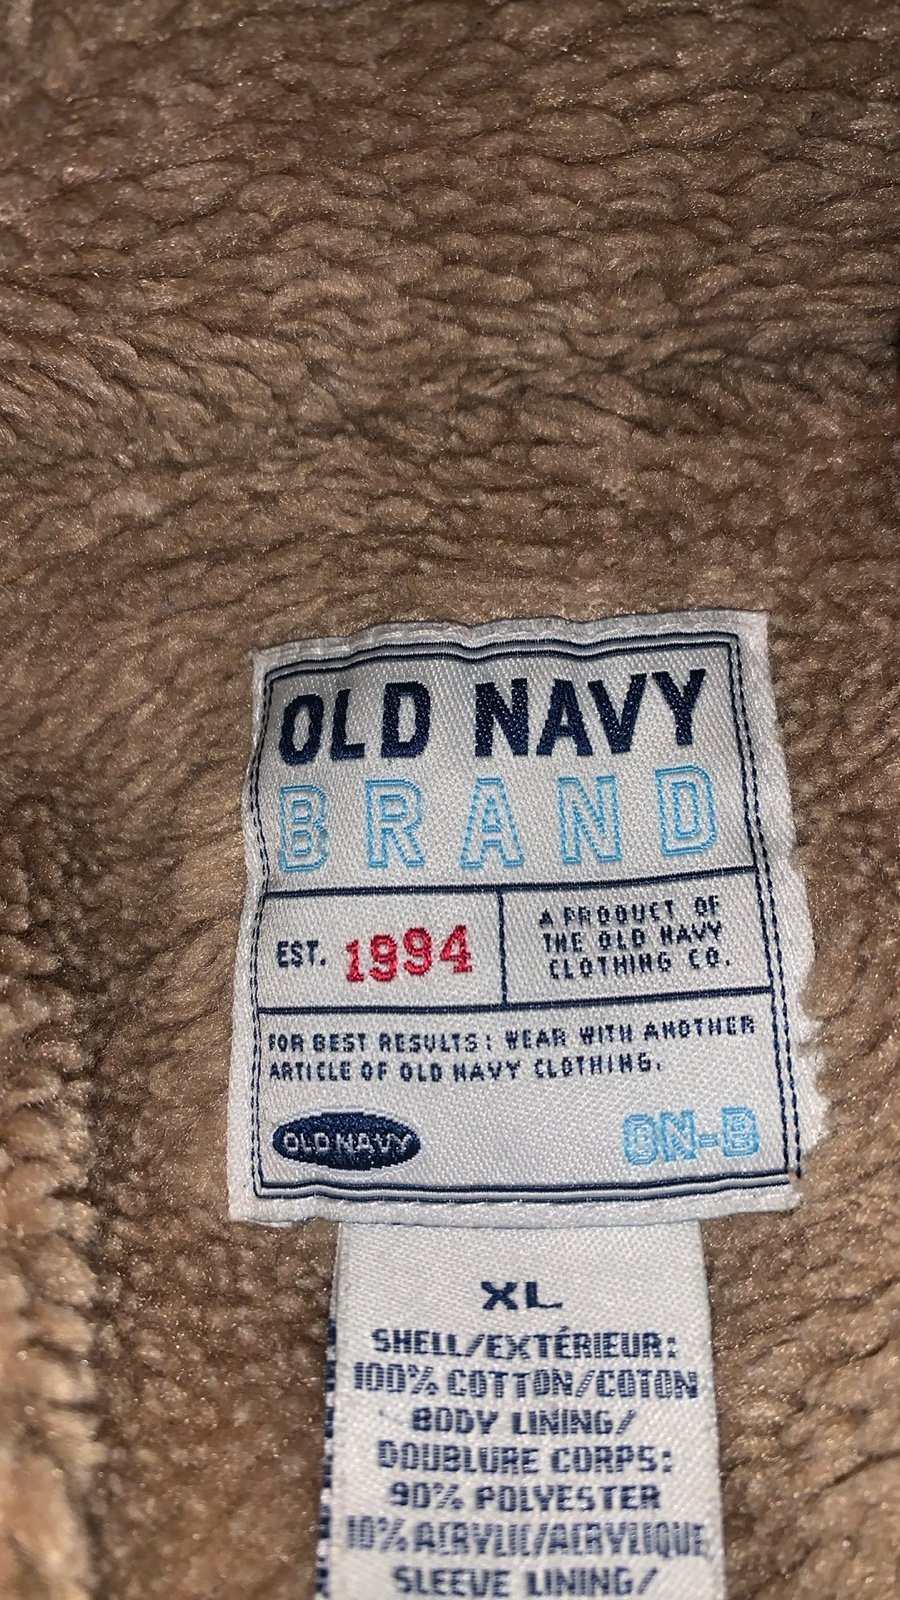 OLD NAVY
BRAND
EST. 1994
A PRODUCT OF
THE OLD NAVY
CLOTHING CO.
FOR BEST RESULTS: WEAR WITH ANOTHER
ARTICLE OF OLD NAVY CLOTHING.
OLD NAVY
ON-B
XL
SHELL/EXTÉRIEUR:
100% COTTON/COTON
BODY LINING/
DOUBLURE CORPS:
90% POLYESTER
10% ACRYLIC/ACRYLIQUE
SLEEVE LINING/